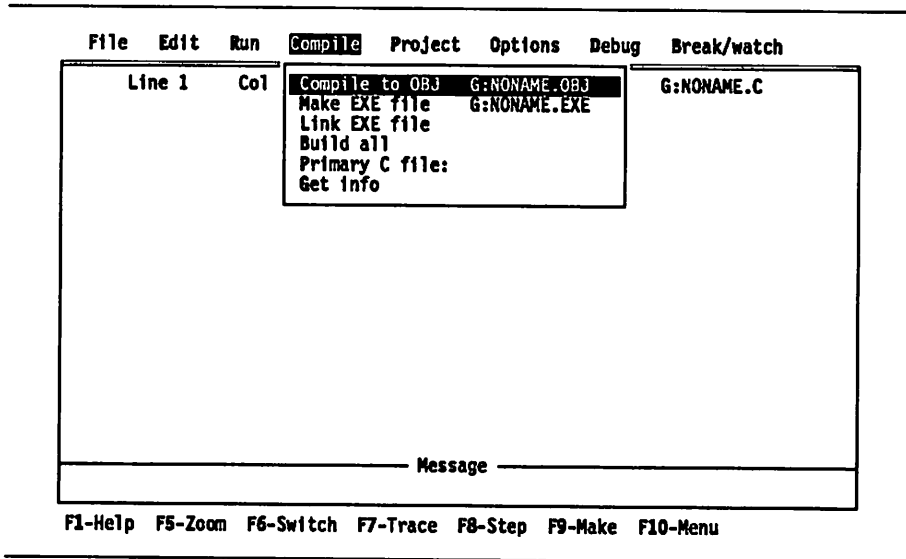 File Edit Run Compile Project Options Debug Break/watch
Line 1 Col G:NONAME.C
Compile to OBJ G:NONAME.OBJ
Make EXE file G:NONAME.EXE
Link EXE file
Build all
Primary C file:
Get info
Message
F1-Help F5-Zoom F6-Switch F7-Trace F8-Step F9-Make F10-Menu